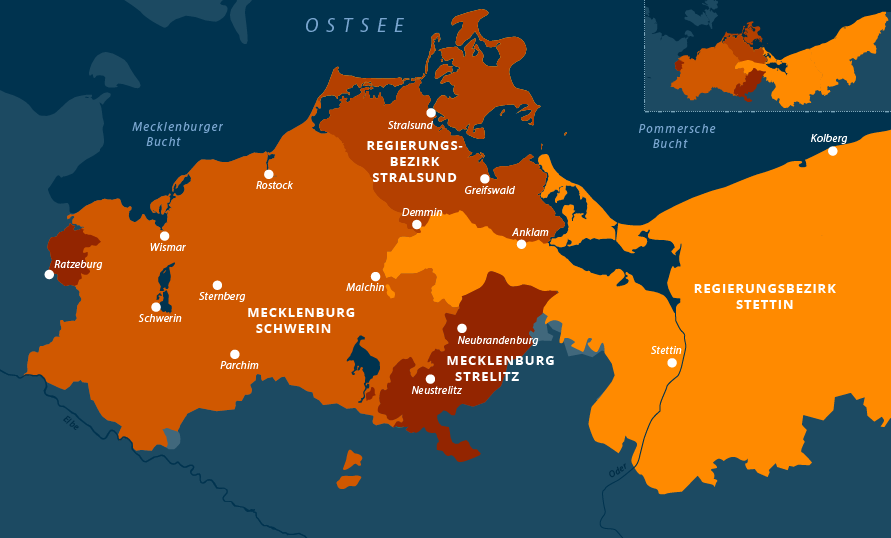 OSTSEE
Mecklenburger
Bucht
Pommersche
Bucht
Kolberg
Stralsund
REGIERUNGS-
BEZIRK
STRALSUND
Rostock
Greifswald
Demmin
Anklam
Wismar
Ratzeburg
Malchin
Sternberg
Schwerin
MECKLENBURG
SCHWERIN
REGIERUNGSBEZIRK
STETTIN
Neubrandenburg
MECKLENBURG
STRELITZ
Stettin
Parchim
Neustrelitz
Elbe
Oder